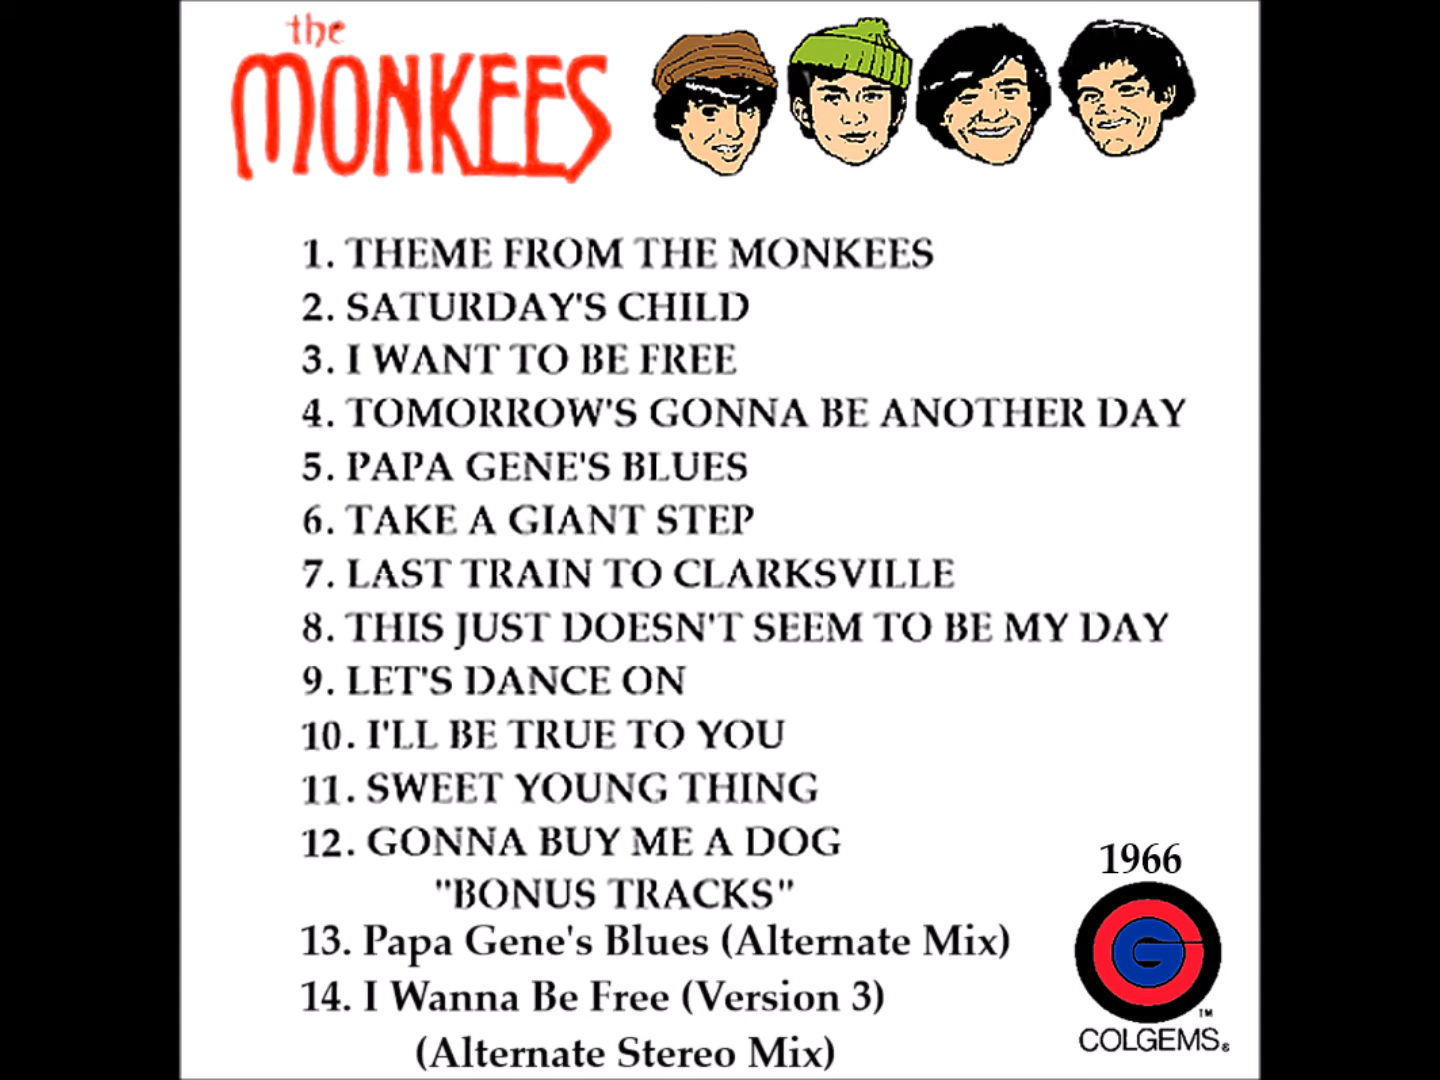 the
MONKEES
1. THEME FROM THE MONKEES
2. SATURDAY'S CHILD
3. I WANT TO BE FREE
4. TOMORROW'S GONNA BE ANOTHER DAY
5. PAPA GENE'S BLUES
6. TAKE A GIANT STEP
7. LAST TRAIN TO CLARKSVILLE
8. THIS JUST DOESN'T SEEM TO BE MY DAY
9. LET'S DANCE ON
10. I'LL BE TRUE TO YOU
11. SWEET YOUNG THING
12. GONNA BUY ME A DOG
"BONUS TRACKS"
13. Papa Gene's Blues (Alternate Mix)
14. I Wanna Be Free (Version 3)
(Alternate Stereo Mix)
1966
CG
TM
COLGEMS